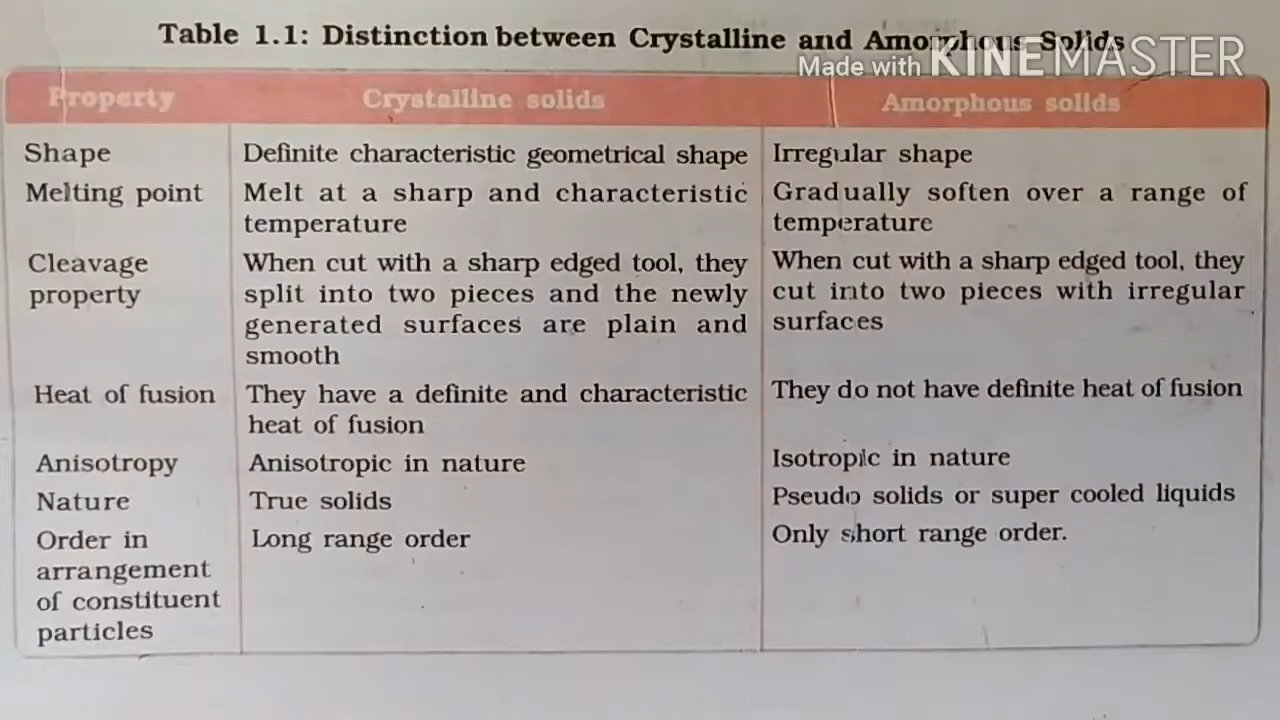 Table 1.1: Distinction between Crystalline and Amorphous Solids
Made with KINEMASTER
Property Crystalline solids Amorphous solids
Shape Definite characteristic geometrical shape Irregular shape
Melting point Melt at a sharp and characteristic Gradually soften over a range of
temperature temperature
Cleavage When cut with a sharp edged tool, they When cut with a sharp edged tool, they
property split into two pieces and the newly cut into two pieces with irregular
generated surfaces are plain and surfaces
smooth
Heat of fusion They have a definite and characteristic They do not have definite heat of fusion
heat of fusion
Anisotropy Anisotropic in nature Isotropic in nature
Nature True solids Pseudo solids or super cooled liquids
Order in Long range order Only short range order.
arrangement
of constituent
particles